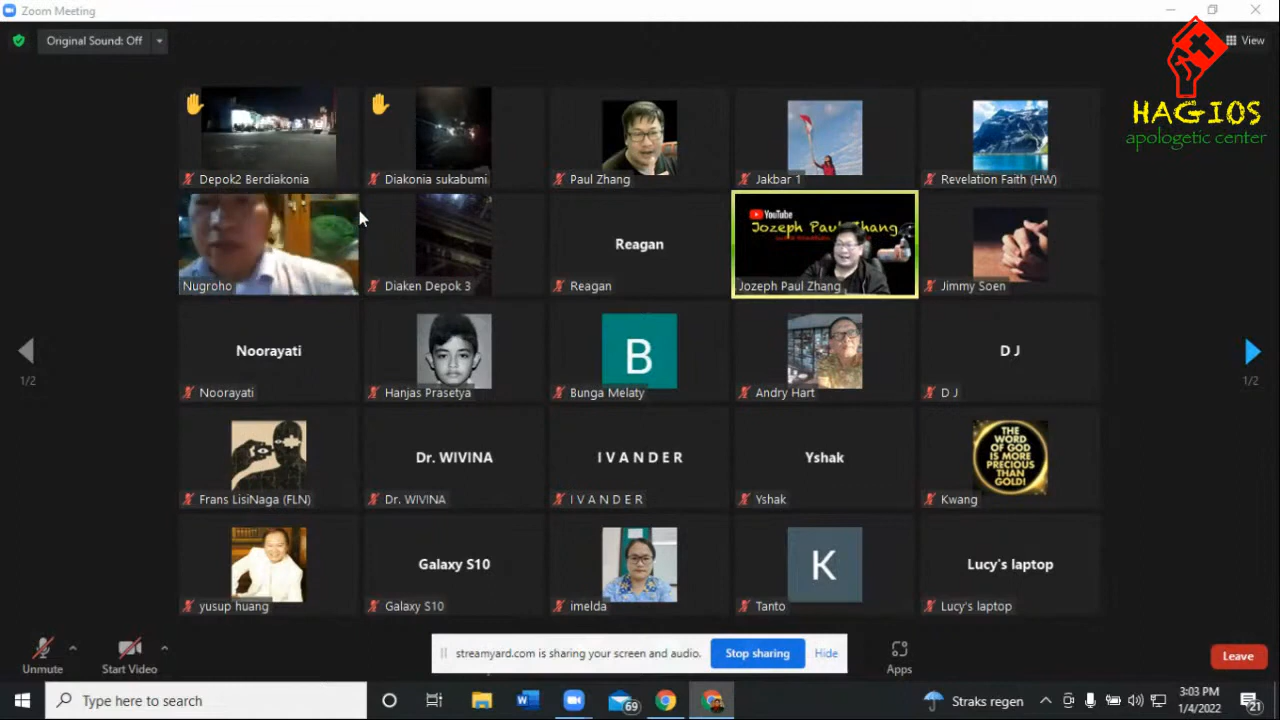 Zoom Meeting
Original Sound: Off
View
HAGIOS
apologetic center
Depok2 Berdiakonia
Diakonia sukabumi
Paul Zhang
Jakbar 1
Revelation Faith (HW)
Nugroho
Diaken Depok 3
Reagan
Reagan
YouTube
Jozeph Paul Zhang
Jozeph Paul Zhang
Jimmy Soen
Noorayati
Noorayati
Hanjas Prasetya
B
Bunga Melaty
Andry Hart
D J
D J
1/2
1/2
Frans LisiNaga (FLN)
Dr. WIVINA
Dr. WIVINA
I V A N D E R
I V A N D E R
Yshak
Yshak
THE
WORD
OF GOD
IS MORE
PRECIOUS
THAN
GOLD!
Kwang
yusup huang
Galaxy S10
Galaxy S10
imelda
K
Tanto
Lucy's laptop
Lucy's laptop
Unmute
Start Video
streamyard.com is sharing your screen and audio.
Stop sharing
Hide
Apps
Leave
Type here to search
69
Straks regen
3:03 PM
1/4/2022
21